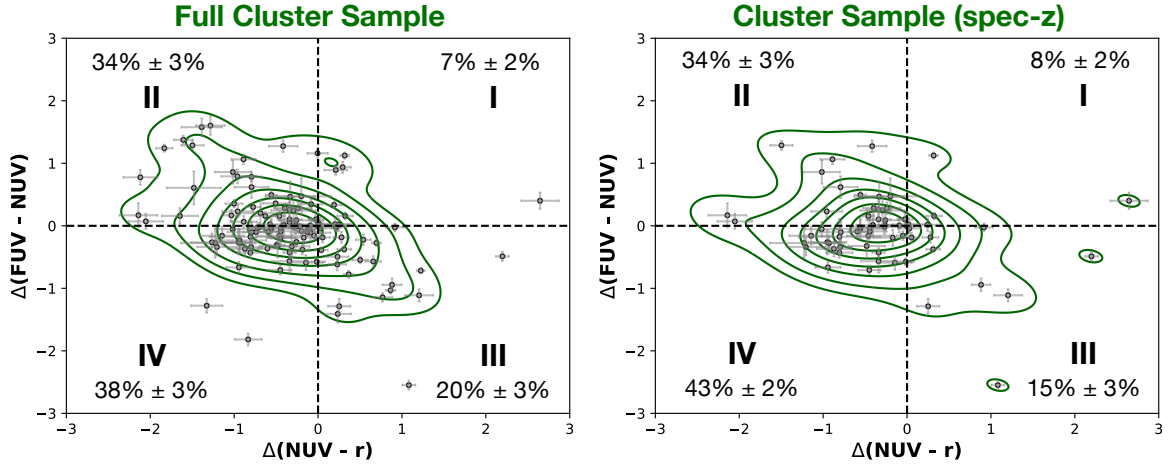 Full Cluster Sample
3
2
1
0
−1
−2
−3
Δ(FUV - NUV)
34% ± 3%
7% ± 2%
II
I
IV
III
38% ± 3%
20% ± 3%
−3 −2 −1 0 1 2 3
Δ(NUV - r)
Cluster Sample (spec-z)
3
2
1
0
−1
−2
−3
Δ(FUV - NUV)
34% ± 3%
8% ± 2%
II
I
IV
III
43% ± 2%
15% ± 3%
−3 −2 −1 0 1 2 3
Δ(NUV - r)